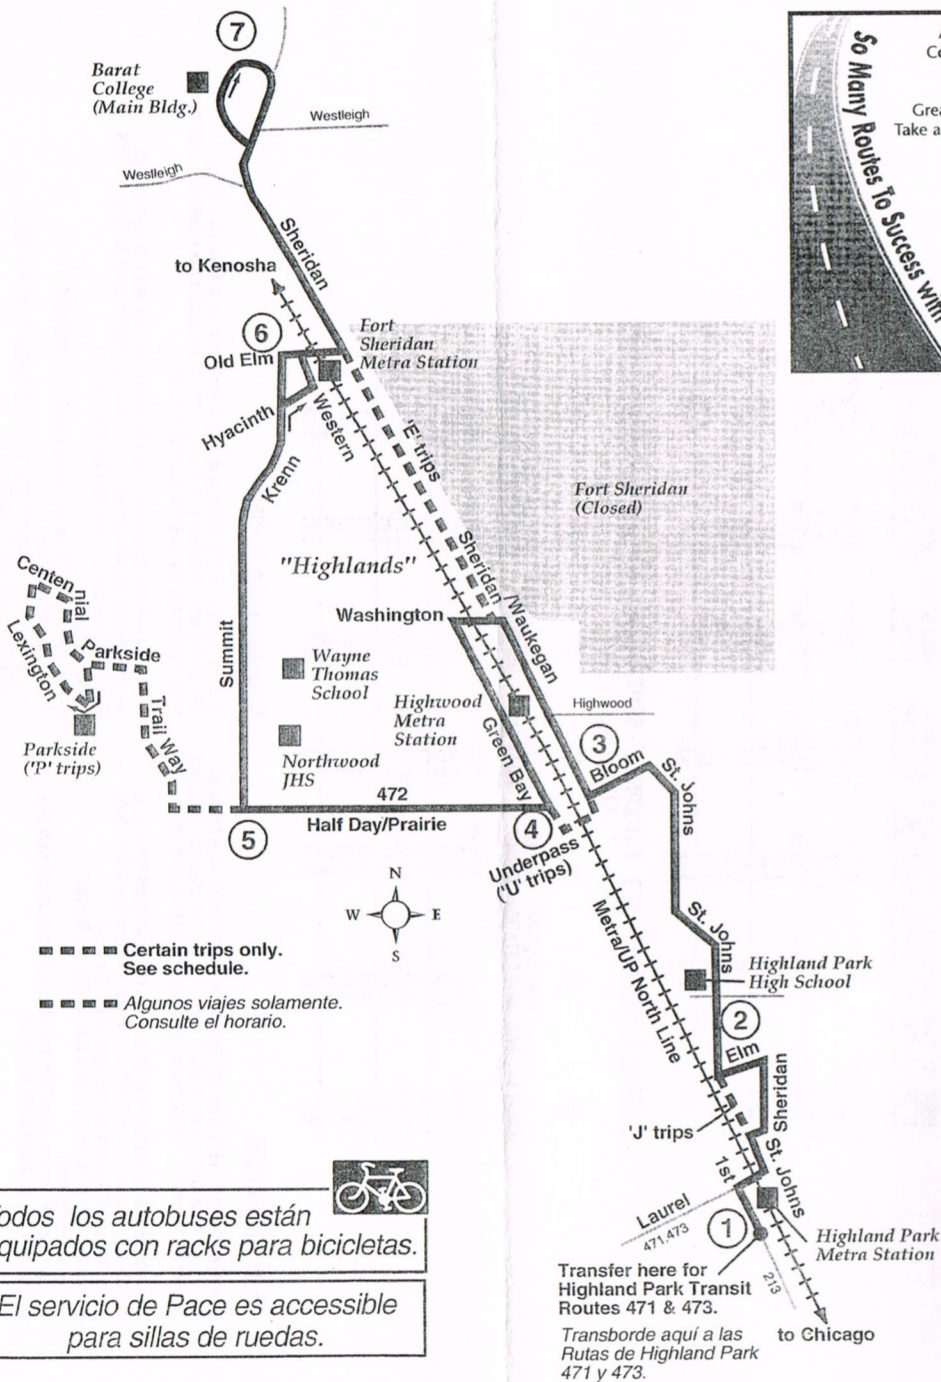 7
Barat
College
(Main Bldg.)
Westleigh
Westleigh
Sheridan
to Kenosha
6
Old Elm
Fort
Sheridan
Metra Station
Hyacinth
Western
Krenn
'E' trips
Fort Sheridan
(Closed)
"Highlands"
Sheridan
/Waukegan
Washington
Centen
nial
Lexington
Parkside
Trail Way
Parkside
('P' trips)
Summit
Wayne
Thomas
School
Northwood
JHS
Highwood
Metra
Station
Green Bay
Highwood
3
Bloom
St. Johns
472
Half Day/Prairie
5
4
Underpass
('U' trips)
N
W
E
S
Metra/UP North Line
St. Johns
Highland Park
High School
2
Elm
Sheridan
'J' trips
St. Johns
1st
Laurel
471,473
1
213
Highland Park
Metra Station
Transfer here for
Highland Park Transit
Routes 471 & 473.
Transborde aquí a las
Rutas de Highland Park
471 y 473.
to Chicago
Certain trips only.
See schedule.
Algunos viajes solamente.
Consulte el horario.
odos los autobuses están
quipados con racks para bicicletas.
El servicio de Pace es accessible
para sillas de ruedas.
So Many Routes To Success with
Grea
Take a